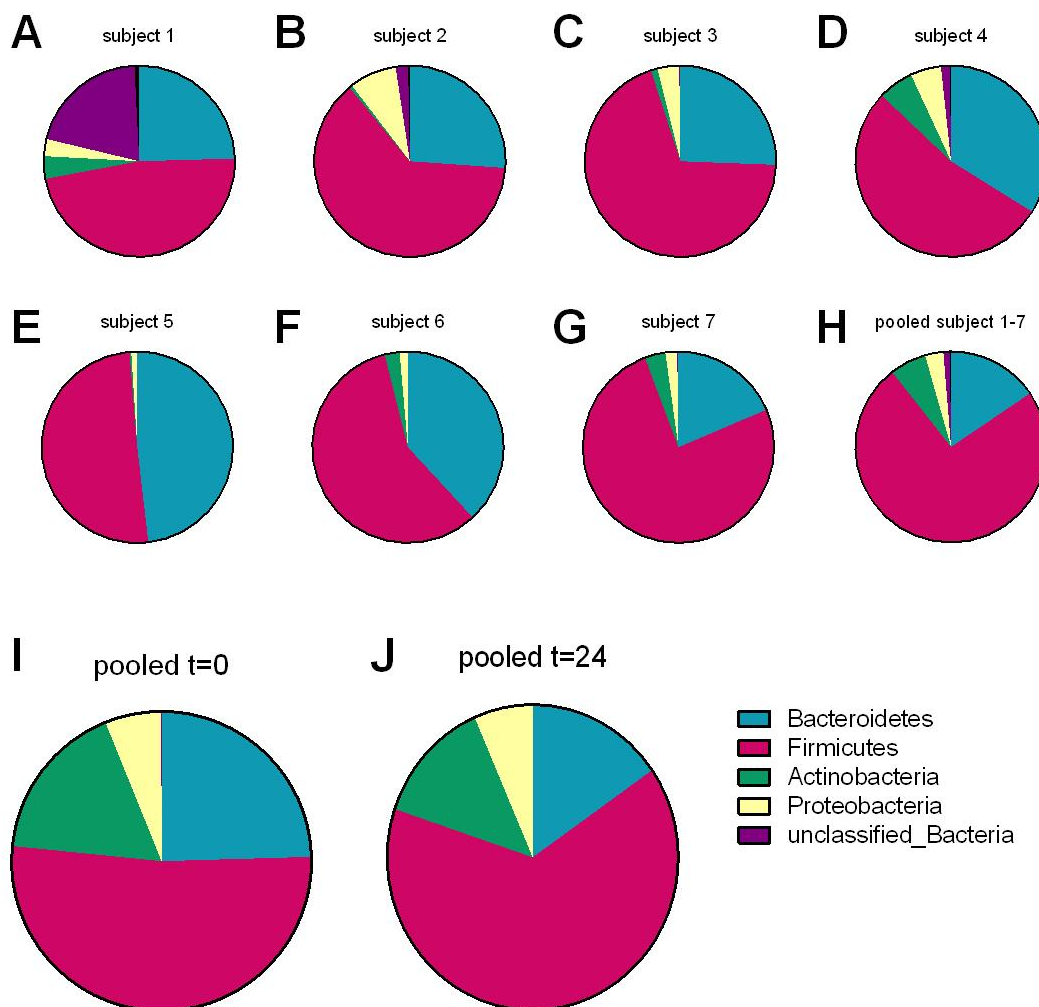 A subject 1
B subject 2
C subject 3
D subject 4
E subject 5
F subject 6
G subject 7
H pooled subject 1-7
I pooled t=0
J pooled t=24
Bacteroidetes
Firmicutes
Actinobacteria
Proteobacteria
unclassified_Bacteria